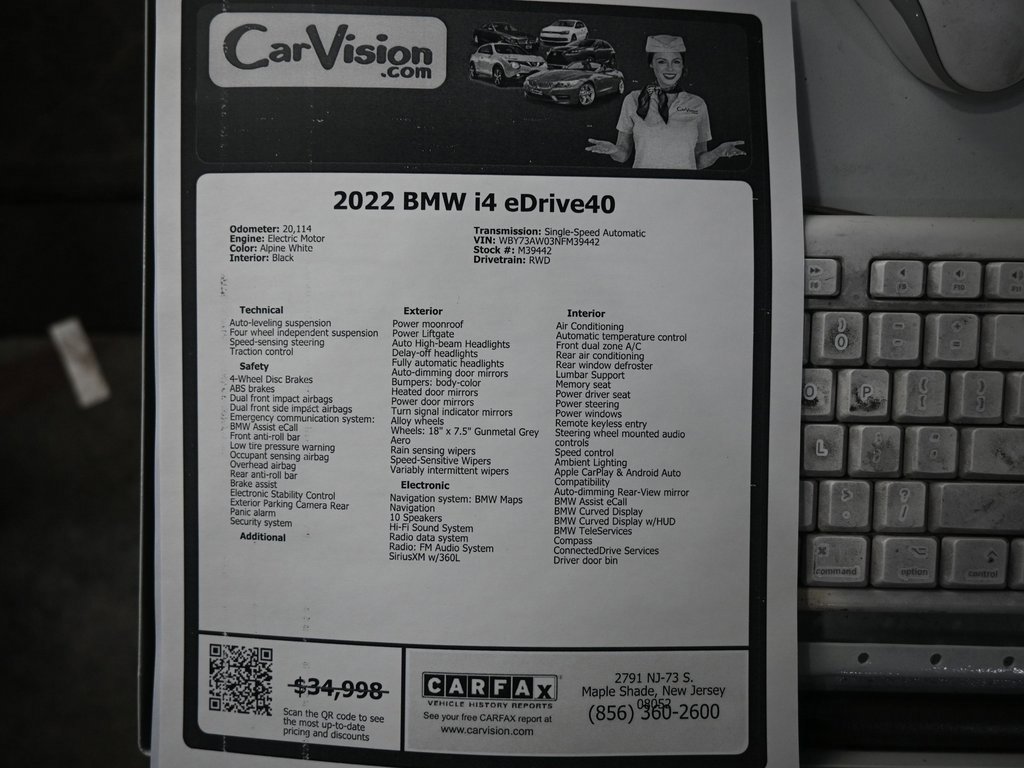 CarVision
.com
CarVision
2022 BMW i4 eDrive40
Odometer: 20,114
Engine: Electric Motor
Color: Alpine White
Interior: Black
Transmission: Single-Speed Automatic
VIN: WBY73AW03NFM39442
Stock #: M39442
Drivetrain: RWD
Technical
Auto-leveling suspension
Four wheel independent suspension
Speed-sensing steering
Traction control
Safety
4-Wheel Disc Brakes
ABS brakes
Dual front impact airbags
Dual front side impact airbags
Emergency communication system:
BMW Assist eCall
Front anti-roll bar
Low tire pressure warning
Occupant sensing airbag
Overhead airbag
Rear anti-roll bar
Brake assist
Electronic Stability Control
Exterior Parking Camera Rear
Panic alarm
Security system
Additional
Exterior
Power moonroof
Power Liftgate
Auto High-beam Headlights
Delay-off headlights
Fully automatic headlights
Auto-dimming door mirrors
Bumpers: body-color
Heated door mirrors
Power door mirrors
Turn signal indicator mirrors
Alloy wheels
Wheels: 18" x 7.5" Gunmetal Grey
Aero
Rain sensing wipers
Speed-Sensitive Wipers
Variably intermittent wipers
Electronic
Navigation system: BMW Maps
Navigation
10 Speakers
Hi-Fi Sound System
Radio data system
Radio: FM Audio System
SiriusXM w/360L
Interior
Air Conditioning
Automatic temperature control
Front dual zone A/C
Rear air conditioning
Rear window defroster
Lumbar Support
Memory seat
Power driver seat
Power steering
Power windows
Remote keyless entry
Steering wheel mounted audio
controls
Speed control
Ambient Lighting
Apple CarPlay & Android Auto
Compatibility
Auto-dimming Rear-View mirror
BMW Assist eCall
BMW Curved Display
BMW Curved Display w/HUD
BMW TeleServices
Compass
ConnectedDrive Services
Driver door bin
$34,998
Scan the QR code to see
the most up-to-date
pricing and discounts
CARFAX
VEHICLE HISTORY REPORTS
See your free CARFAX report at
www.carvision.com
2791 NJ-73 S.
Maple Shade, New Jersey
08052
(856) 360-2600
F9 F10 F11
) 0 - = +
O P { [ } ]
L : ; " '
> . ? /
command option control